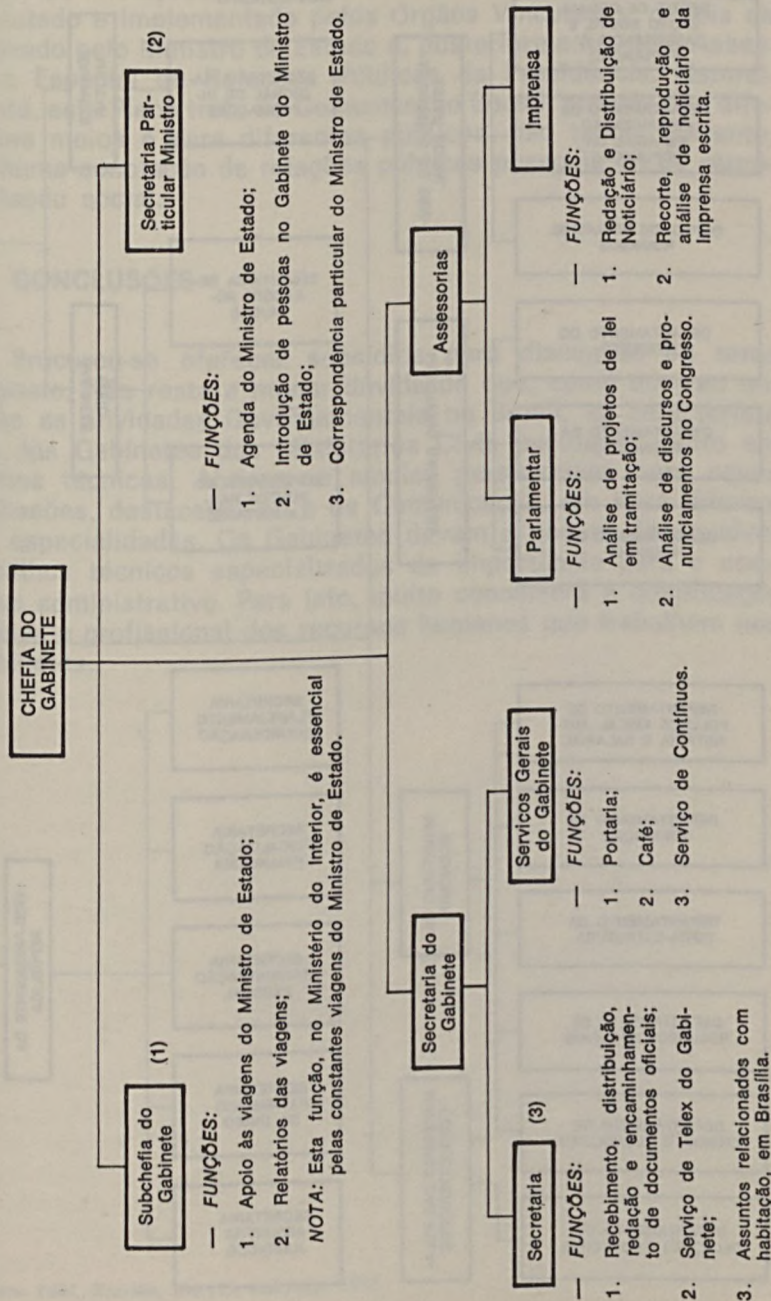 CHEFIA DO
GABINETE
Subchefia do
Gabinete
(1)
— FUNÇÕES:
1. Apoio às viagens do Ministro de Estado;
2. Relatórios das viagens;
NOTA: Esta função, no Ministério do Interior, é essencial
pelas constantes viagens do Ministro de Estado.
Secretaria Par-
ticular Ministro
(2)
— FUNÇÕES:
1. Agenda do Ministro de Estado;
2. Introdução de pessoas no Gabinete do Ministro
de Estado;
3. Correspondência particular do Ministro de Estado.
Secretaria do
Gabinete
Secretaria
(3)
— FUNÇÕES:
1. Recebimento, distribuição,
redação e encaminhamen-
to de documentos oficiais;
2. Serviço de Telex do Gabi-
nete;
3. Assuntos relacionados com
habitação, em Brasília.
Serviços Gerais
do Gabinete
— FUNÇÕES:
1. Portaria;
2. Café;
3. Serviço de Contínuos.
Assessorias
Parlamentar
— FUNÇÕES:
1. Análise de projetos de lei
em tramitação;
2. Análise de discursos e pro-
nunciamentos no Congresso.
Imprensa
— FUNÇÕES:
1. Redação e Distribuição de
Noticiário;
2. Recorte, reprodução e
análise de noticiário da
Imprensa escrita.